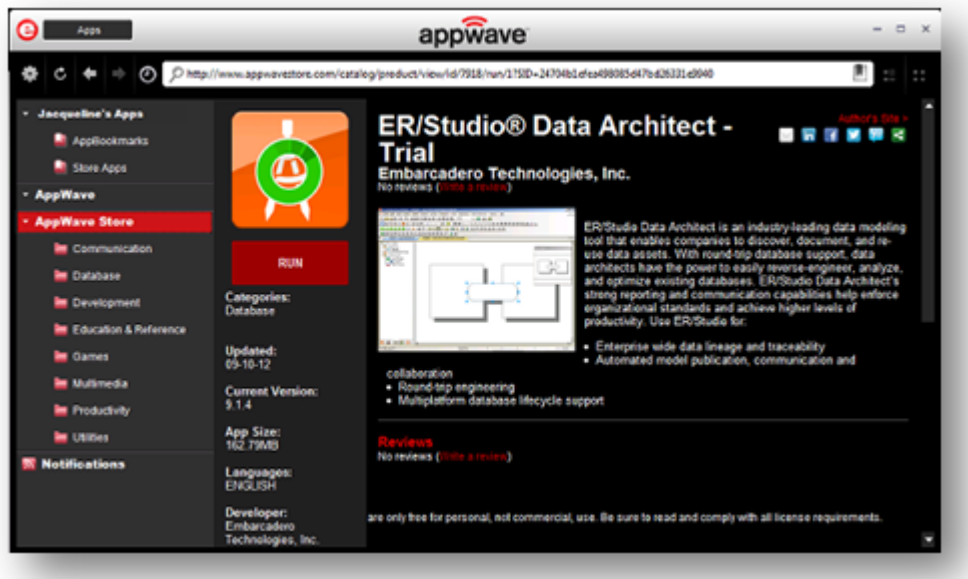 Apps
appwave
http://www.appwavestore.com/catalog/product/view/id/7918/run/1?SID=24704b1efea498085d47bd26331e9940
Jacqueline's Apps
AppBookmarks
Store Apps
AppWave
AppWave Store
Communication
Database
Development
Education & Reference
Games
Multimedia
Productivity
Utilities
Notifications
RUN
Categories:
Database
Updated:
09-10-12
Current Version:
9.1.4
App Size:
162.79MB
Languages:
ENGLISH
Developer:
Embarcadero
Technologies, Inc.
Author's Site »
ER/Studio® Data Architect -
Trial
Embarcadero Technologies, Inc.
No reviews (Write a review)
ER/Studio Data Architect is an industry-leading data modeling
tool that enables companies to discover, document, and re-
use data assets. With round-trip database support, data
architects have the power to easily reverse-engineer, analyze,
and optimize existing databases. ER/Studio Data Architect's
strong reporting and communication capabilities help enforce
organizational standards and achieve higher levels of
productivity. Use ER/Studio for:
• Enterprise wide data lineage and traceability
• Automated model publication, communication and
collaboration
• Round-trip engineering
• Multiplatform database lifecycle support
Reviews
No reviews (Write a review)
are only free for personal, not commercial, use. Be sure to read and comply with all license requirements.